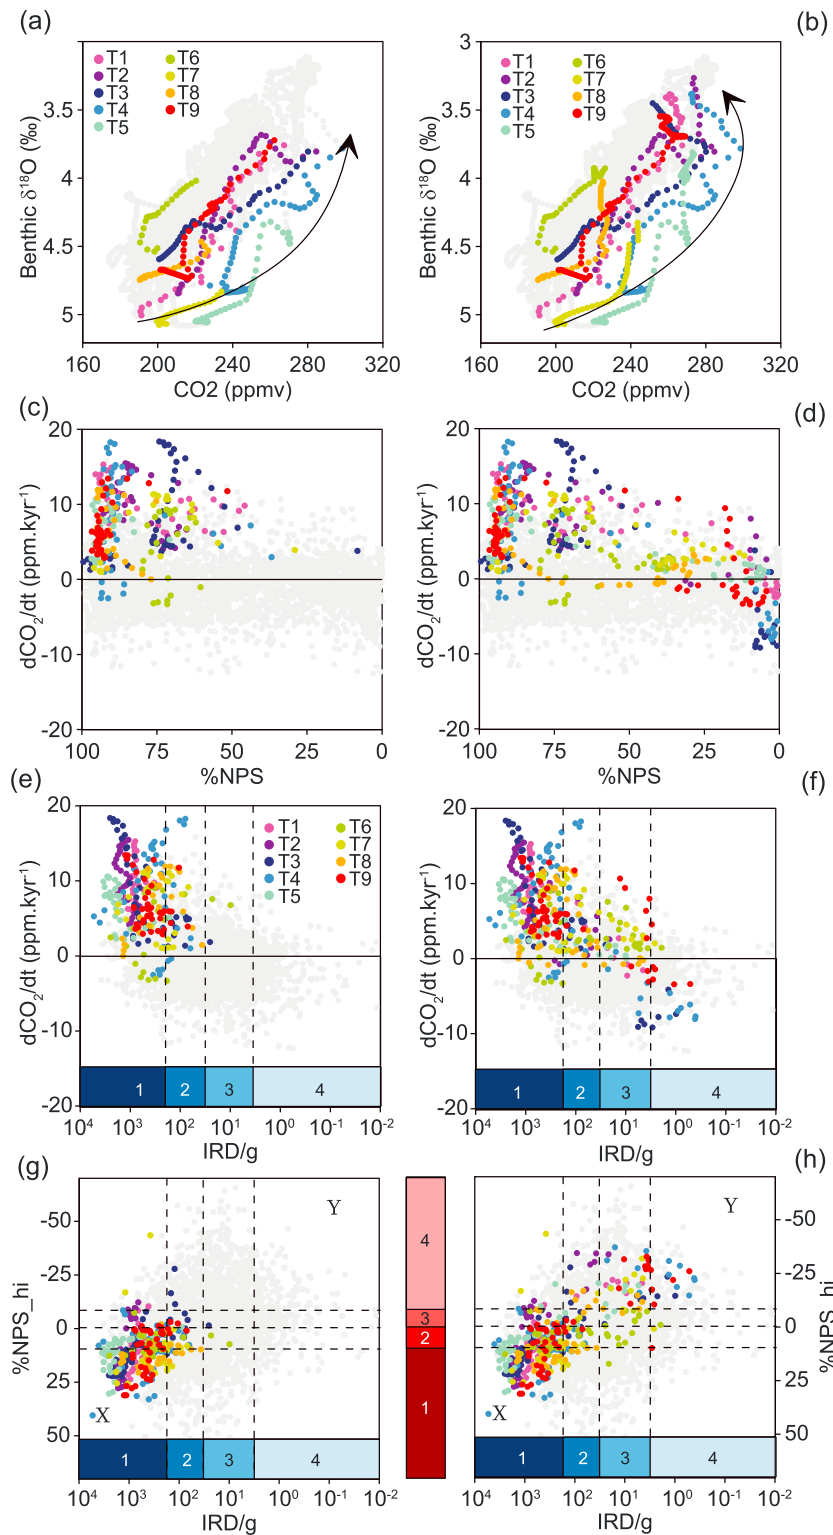 (a)
(b)
T1 T6
T2 T7
T3 T8
T4 T9
T5
T1 T6
T2 T7
T3 T8
T4 T9
T5
3
3.5
4
4.5
5
Benthic δ¹⁸O (‰)
3
3.5
4
4.5
5
Benthic δ¹⁸O (‰)
160 200 240 280 320
CO2 (ppmv)
160 200 240 280 320
CO2 (ppmv)
(c)
(d)
20
10
0
-10
-20
dCO₂/dt (ppm.kyr⁻¹)
20
10
0
-10
-20
dCO₂/dt (ppm.kyr⁻¹)
100 75 50 25 0
%NPS
100 75 50 25 0
%NPS
(e)
(f)
T1 T6
T2 T7
T3 T8
T4 T9
T5
20
10
0
-10
-20
dCO₂/dt (ppm.kyr⁻¹)
20
10
0
-10
-20
dCO₂/dt (ppm.kyr⁻¹)
1 2 3 4
1 2 3 4
10⁴ 10³ 10² 10¹ 10⁰ 10⁻¹ 10⁻²
IRD/g
10⁴ 10³ 10² 10¹ 10⁰ 10⁻¹ 10⁻²
IRD/g
(g)
(h)
-50
-25
0
25
50
%NPS_hi
Y
X
4
3
2
1
Y
X
-50
-25
0
25
50
%NPS_hi
1 2 3 4
1 2 3 4
10⁴ 10³ 10² 10¹ 10⁰ 10⁻¹ 10⁻²
IRD/g
10⁴ 10³ 10² 10¹ 10⁰ 10⁻¹ 10⁻²
IRD/g